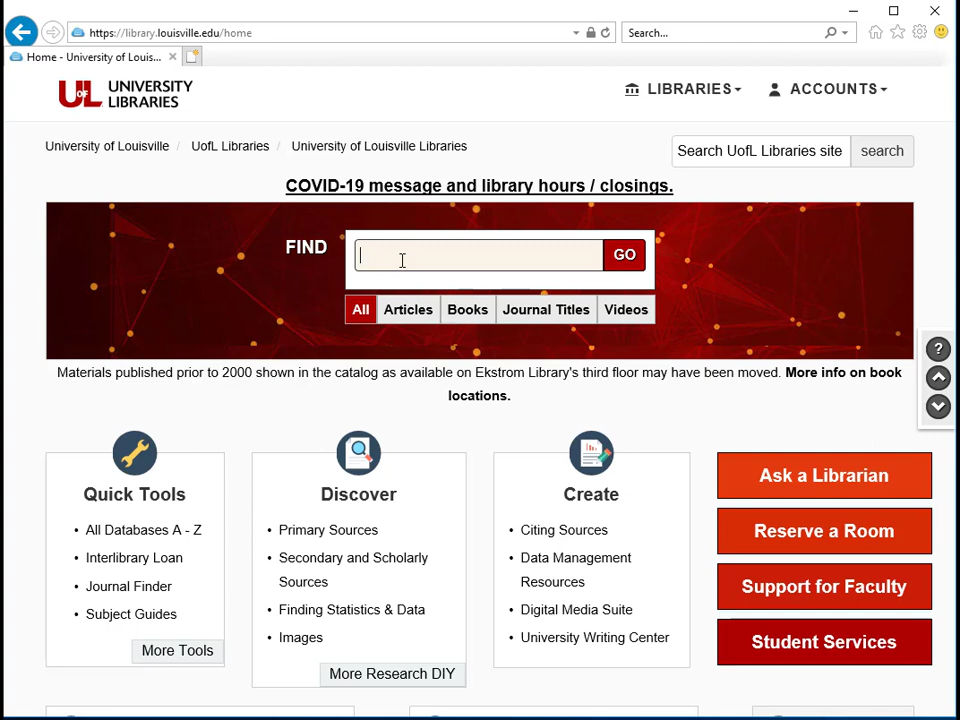 https://library.louisville.edu/home
Search...
Home - University of Louis...
UofL UNIVERSITY LIBRARIES
LIBRARIES
ACCOUNTS
University of Louisville / UofL Libraries / University of Louisville Libraries
Search UofL Libraries site
search
COVID-19 message and library hours / closings.
FIND
GO
All
Articles
Books
Journal Titles
Videos
Materials published prior to 2000 shown in the catalog as available on Ekstrom Library's third floor may have been moved. More info on book
locations.
Quick Tools
• All Databases A - Z
• Interlibrary Loan
• Journal Finder
• Subject Guides
More Tools
Discover
• Primary Sources
• Secondary and Scholarly
Sources
• Finding Statistics & Data
• Images
More Research DIY
Create
• Citing Sources
• Data Management
Resources
• Digital Media Suite
• University Writing Center
Ask a Librarian
Reserve a Room
Support for Faculty
Student Services
?